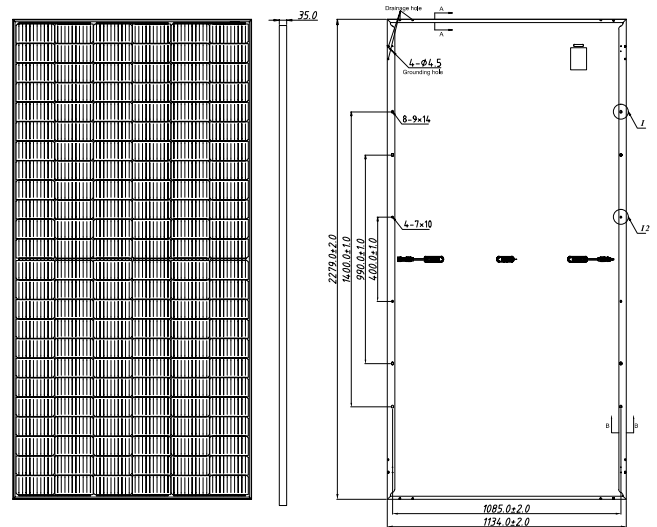 35.0
Drainage hole
A
A
4-Φ4.5
Grounding hole
8-9×14
I
4-7×10
I2
2279.0±2.0
1400.0±1.0
990.0±1.0
400.0±1.0
B
B
1085.0±2.0
1134.0±2.0